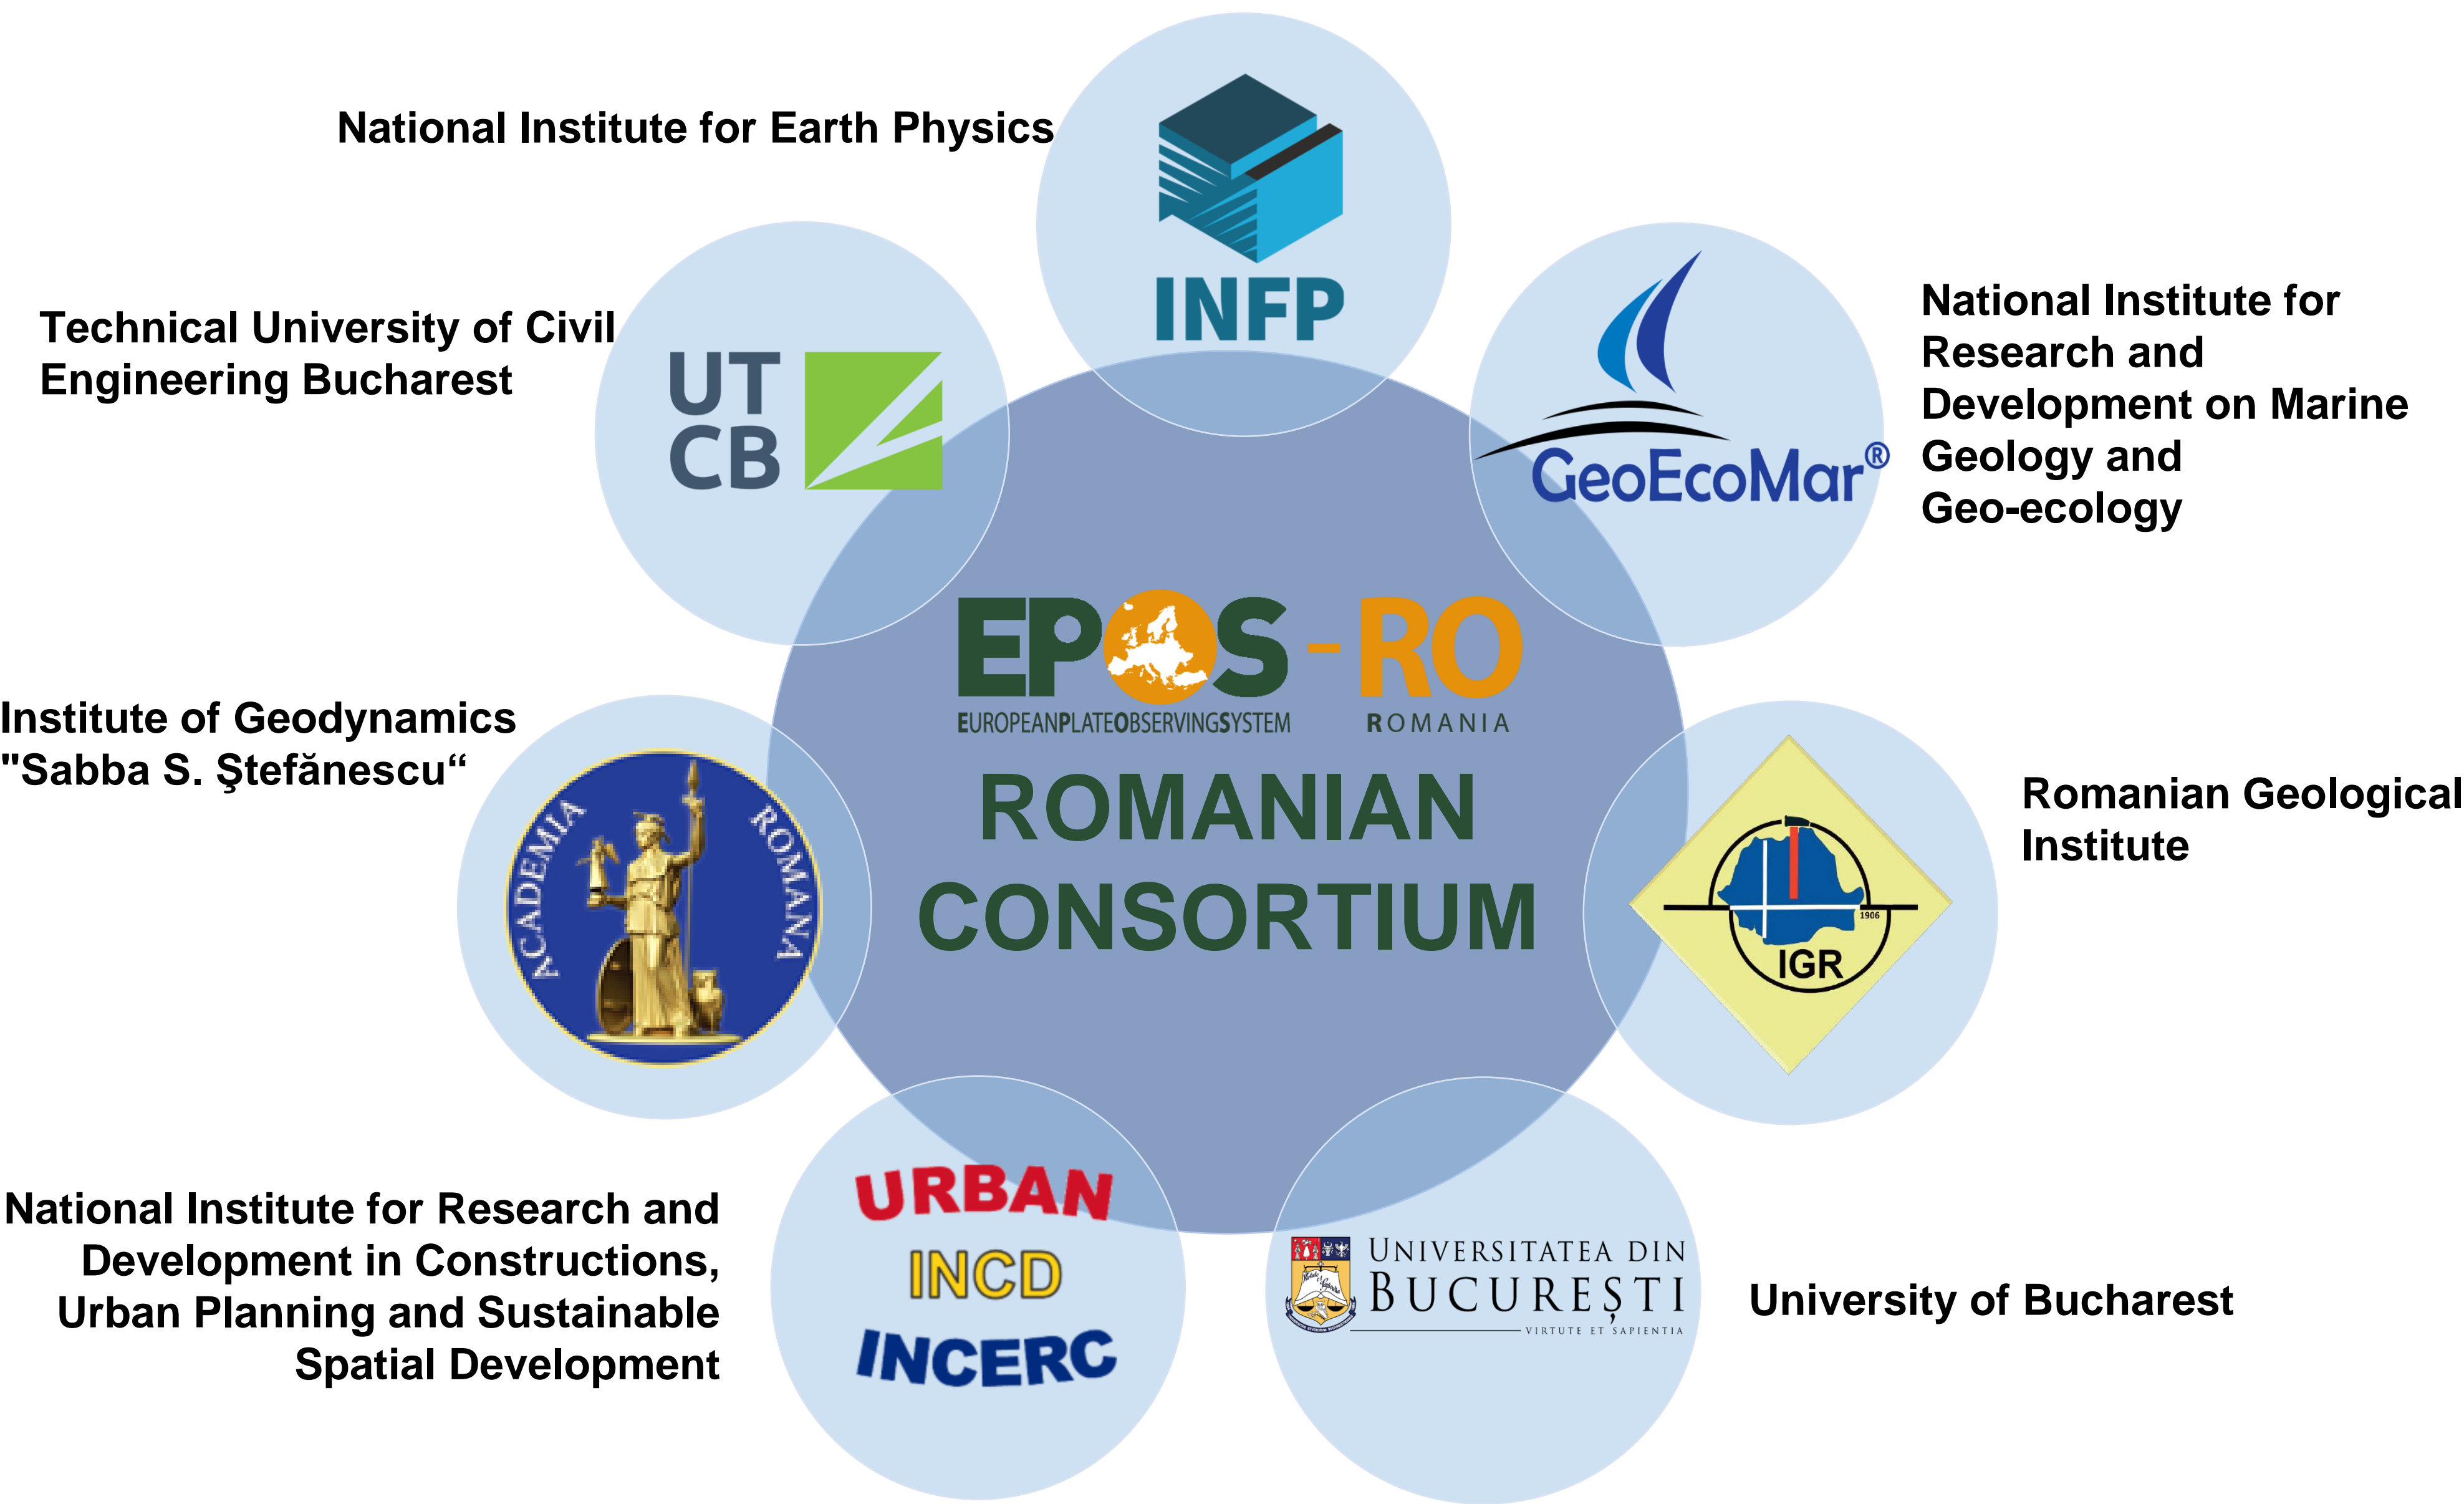 National Institute for Earth Physics
INFP
Technical University of Civil
Engineering Bucharest
UT
CB
GeoEcoMar®
National Institute for
Research and
Development on Marine
Geology and
Geo-ecology
EPOS - RO
EUROPEANPLATEOBSERVINGSYSTEM
ROMANIA
ROMANIAN
CONSORTIUM
Institute of Geodynamics
"Sabba S. Ştefănescu“
ACADEMIA ROMANA
1906
IGR
Romanian Geological
Institute
National Institute for Research and
Development in Constructions,
Urban Planning and Sustainable
Spatial Development
URBAN
INCD
INCERC
UNIVERSITATEA DIN
BUCUREȘTI
VIRTUTE ET SAPIENTIA
University of Bucharest